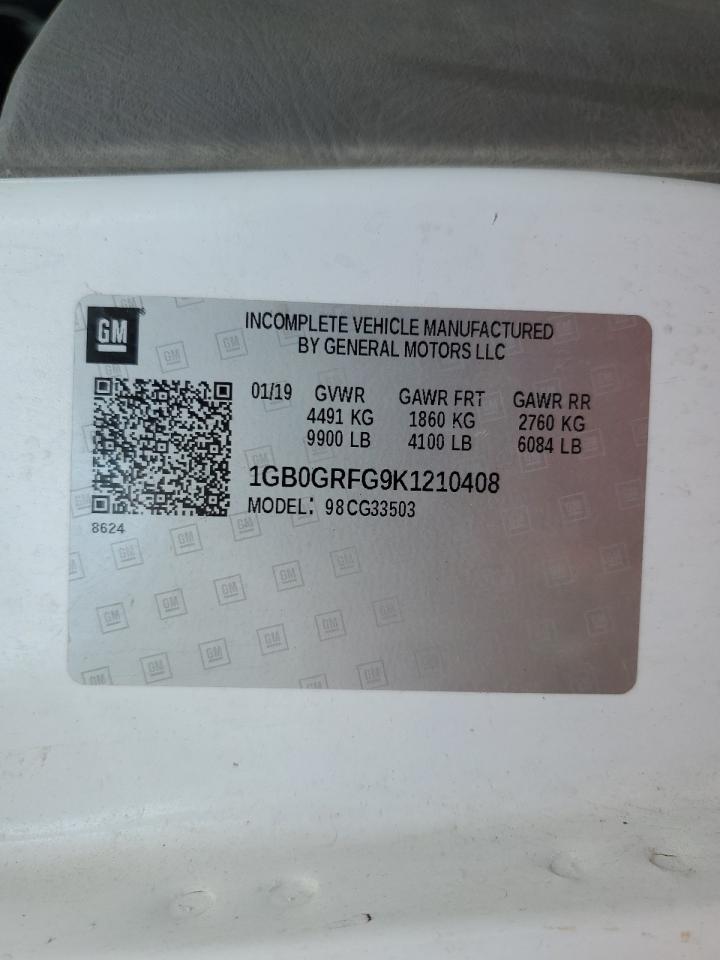 GM
INCOMPLETE VEHICLE MANUFACTURED
BY GENERAL MOTORS LLC
01/19 GVWR GAWR FRT GAWR RR
4491 KG 1860 KG 2760 KG
9900 LB 4100 LB 6084 LB
1GB0GRFG9K1210408
MODEL: 98CG33503
8624